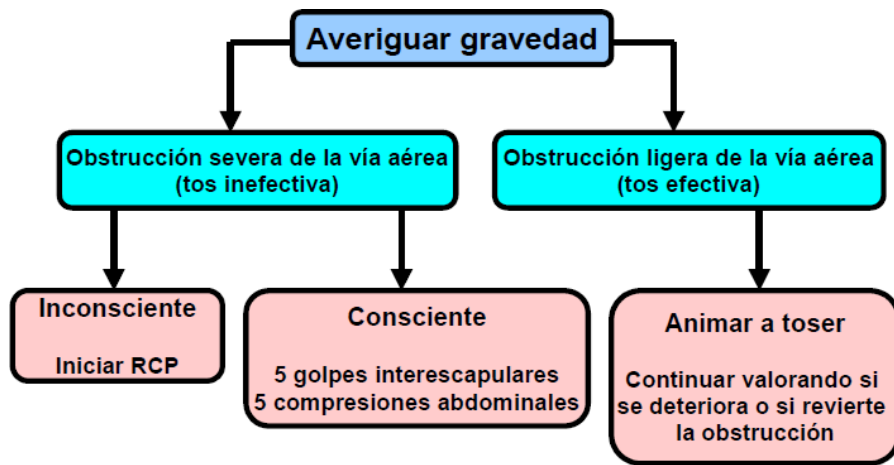 Averiguar gravedad
Obstrucción severa de la vía aérea
(tos inefectiva)
Obstrucción ligera de la vía aérea
(tos efectiva)
Inconsciente
Iniciar RCP
Consciente
5 golpes interescapulares
5 compresiones abdominales
Animar a toser
Continuar valorando si
se deteriora o si revierte
la obstrucción